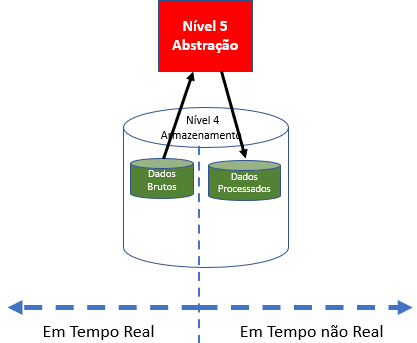 Nível 5
Abstração
Nível 4
Armazenamento
Dados
Brutos
Dados
Processados
Em Tempo Real
Em Tempo não Real